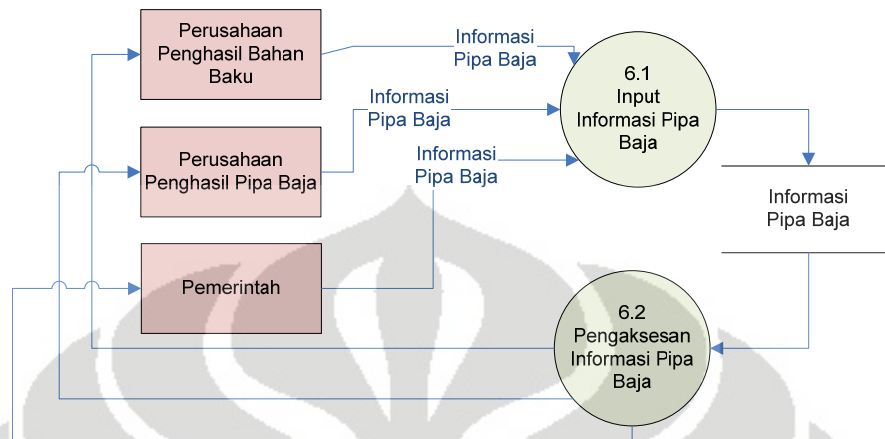 Perusahaan
Penghasil Bahan
Baku
Informasi
Pipa Baja
6.1
Input
Informasi Pipa
Baja
Informasi
Pipa Baja
Perusahaan
Penghasil Pipa Baja
Informasi
Pipa Baja
Informasi
Pipa Baja
Pemerintah
6.2
Pengaksesan
Informasi Pipa
Baja